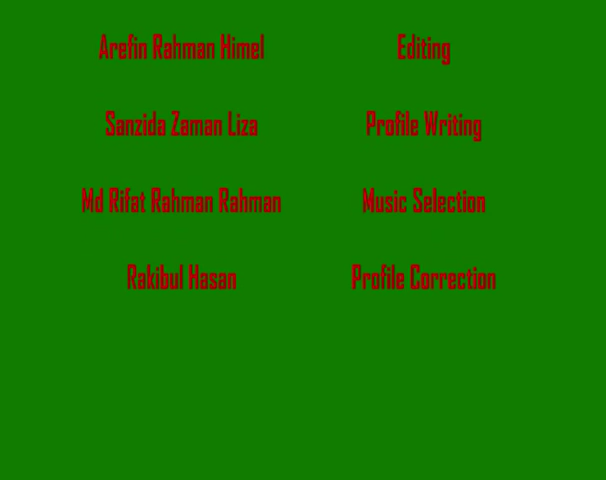 Arefin Rahman Himel Editing
Sanzida Zaman Liza Profile Writing
Md Rifat Rahman Rahman Music Selection
Rakibul Hasan Profile Correction